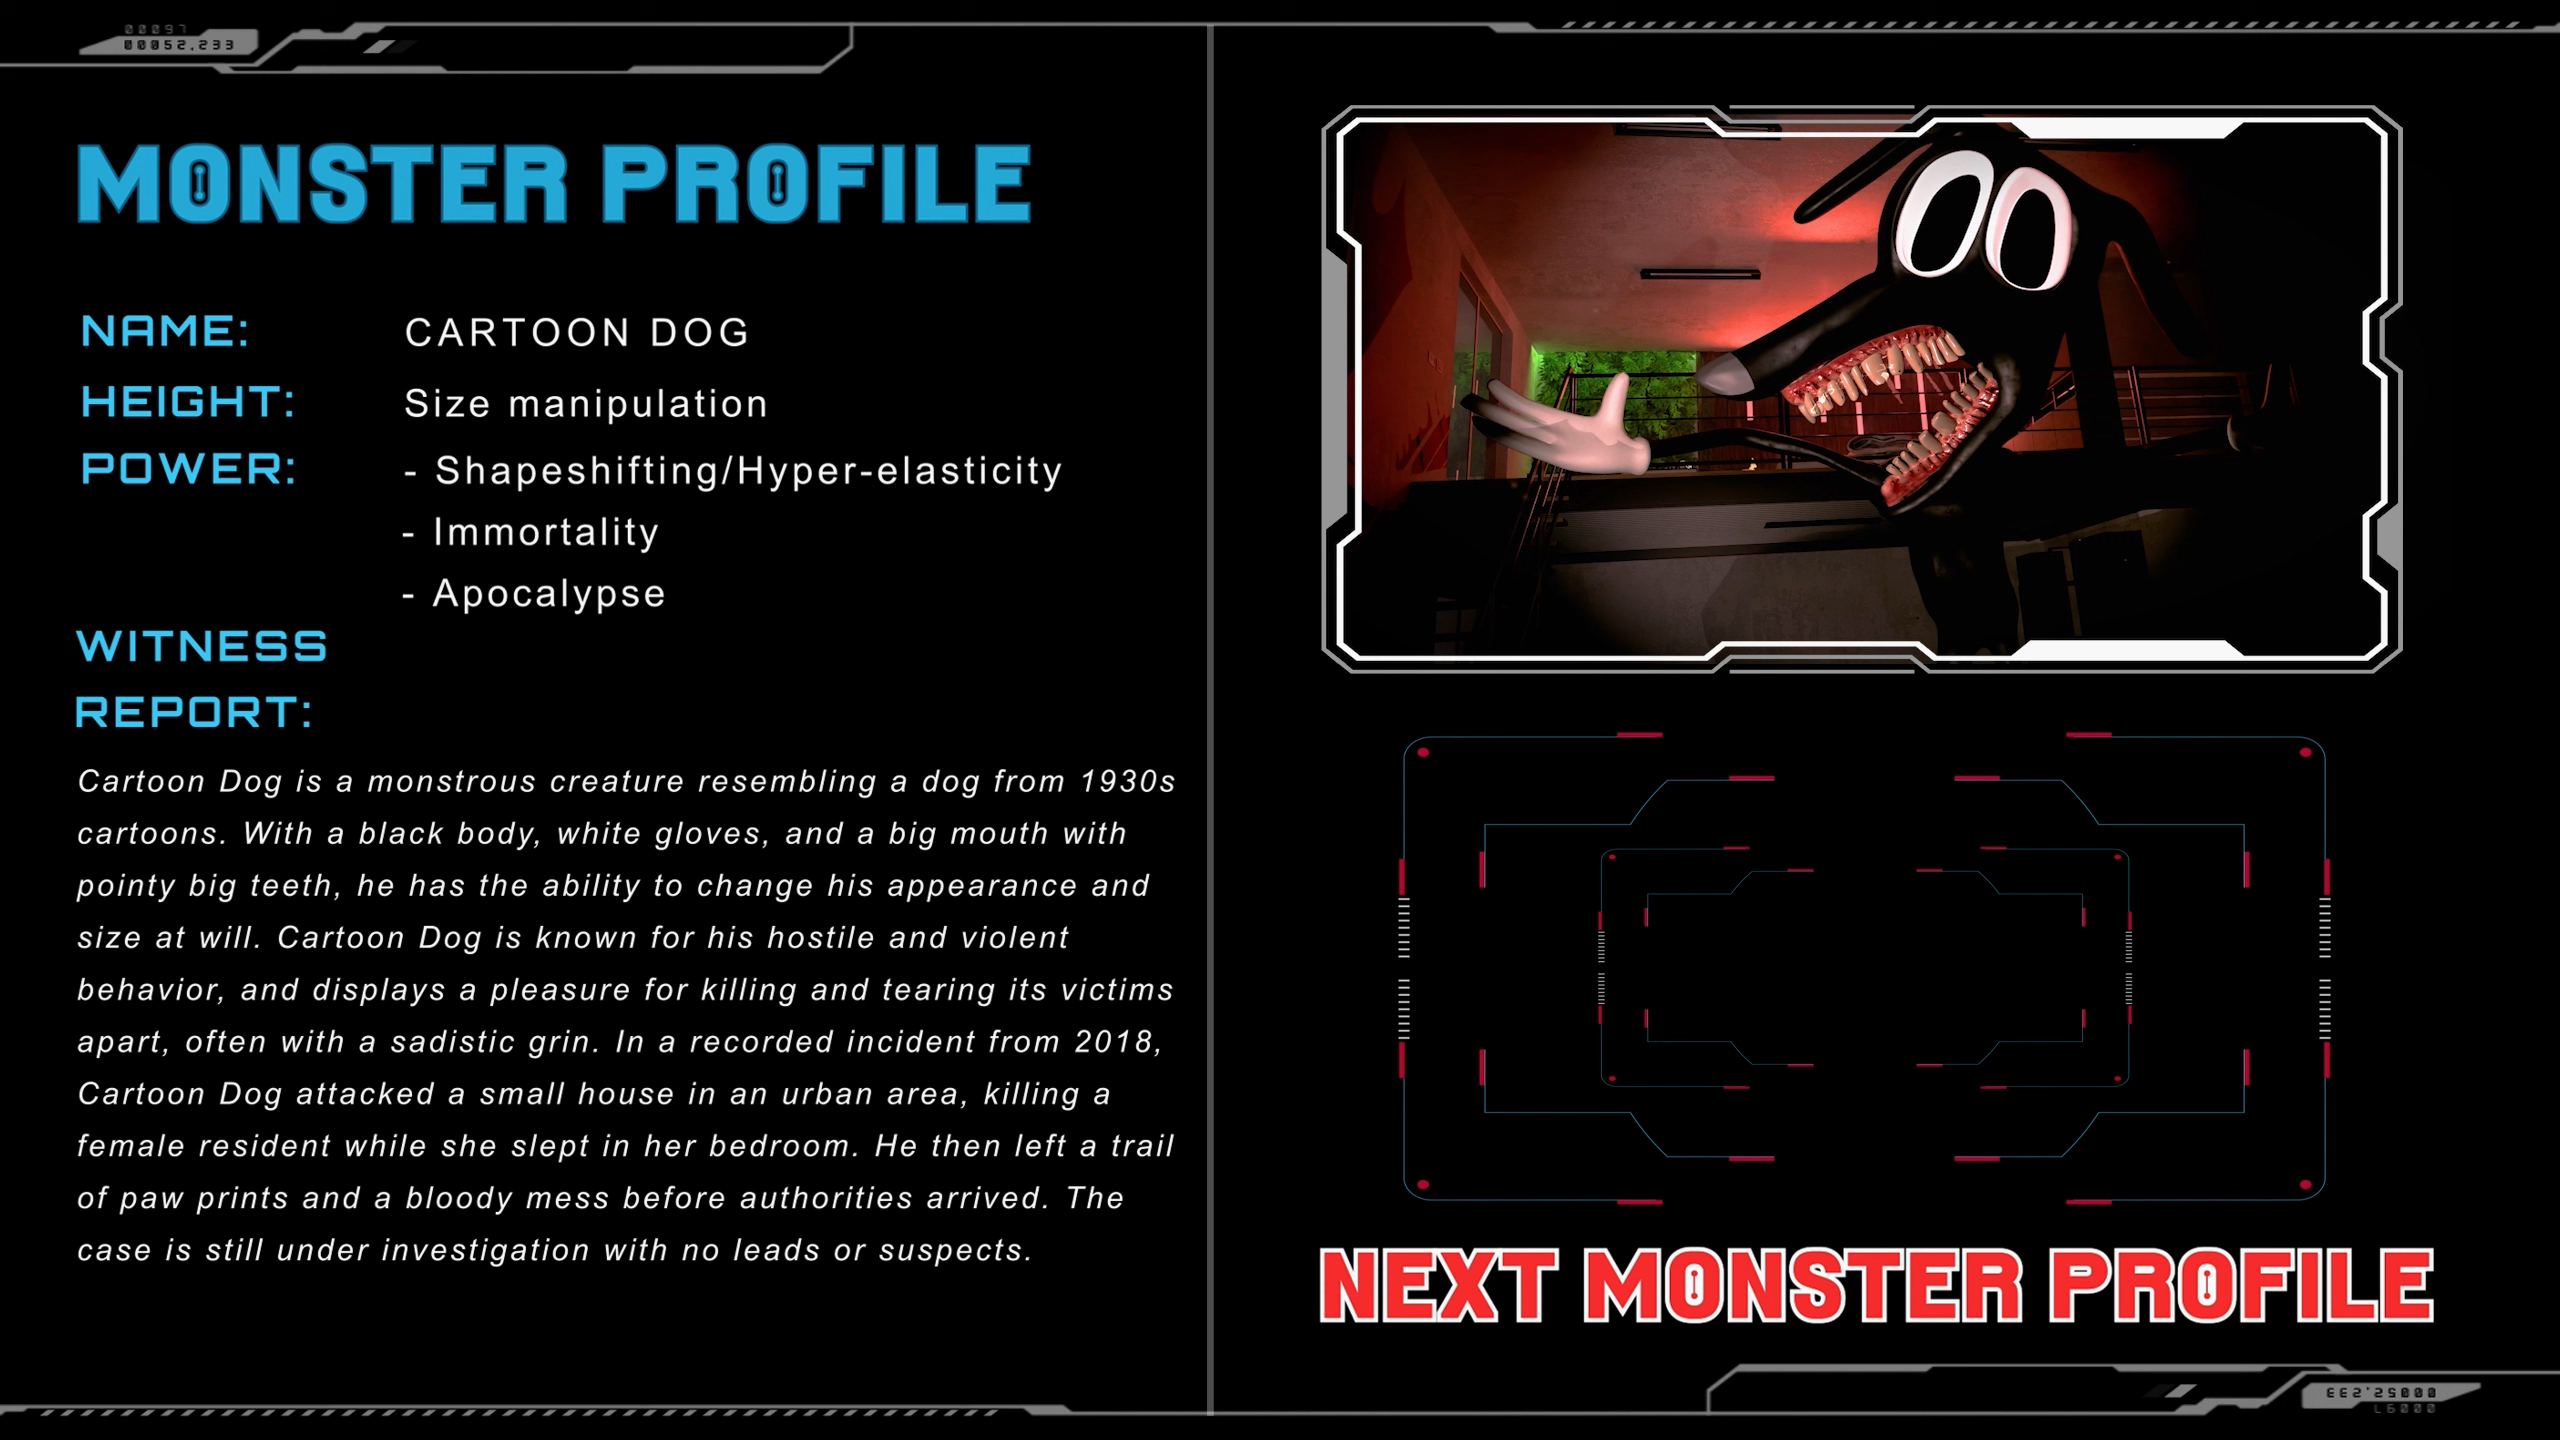 00097
00052,233
MONSTER PROFILE
NAME: CARTOON DOG
HEIGHT: Size manipulation
POWER: - Shapeshifting/Hyper-elasticity
- Immortality
- Apocalypse
WITNESS
REPORT:
Cartoon Dog is a monstrous creature resembling a dog from 1930s
cartoons. With a black body, white gloves, and a big mouth with
pointy big teeth, he has the ability to change his appearance and
size at will. Cartoon Dog is known for his hostile and violent
behavior, and displays a pleasure for killing and tearing its victims
apart, often with a sadistic grin. In a recorded incident from 2018,
Cartoon Dog attacked a small house in an urban area, killing a
female resident while she slept in her bedroom. He then left a trail
of paw prints and a bloody mess before authorities arrived. The
case is still under investigation with no leads or suspects.
NEXT MONSTER PROFILE
00052,233
00097